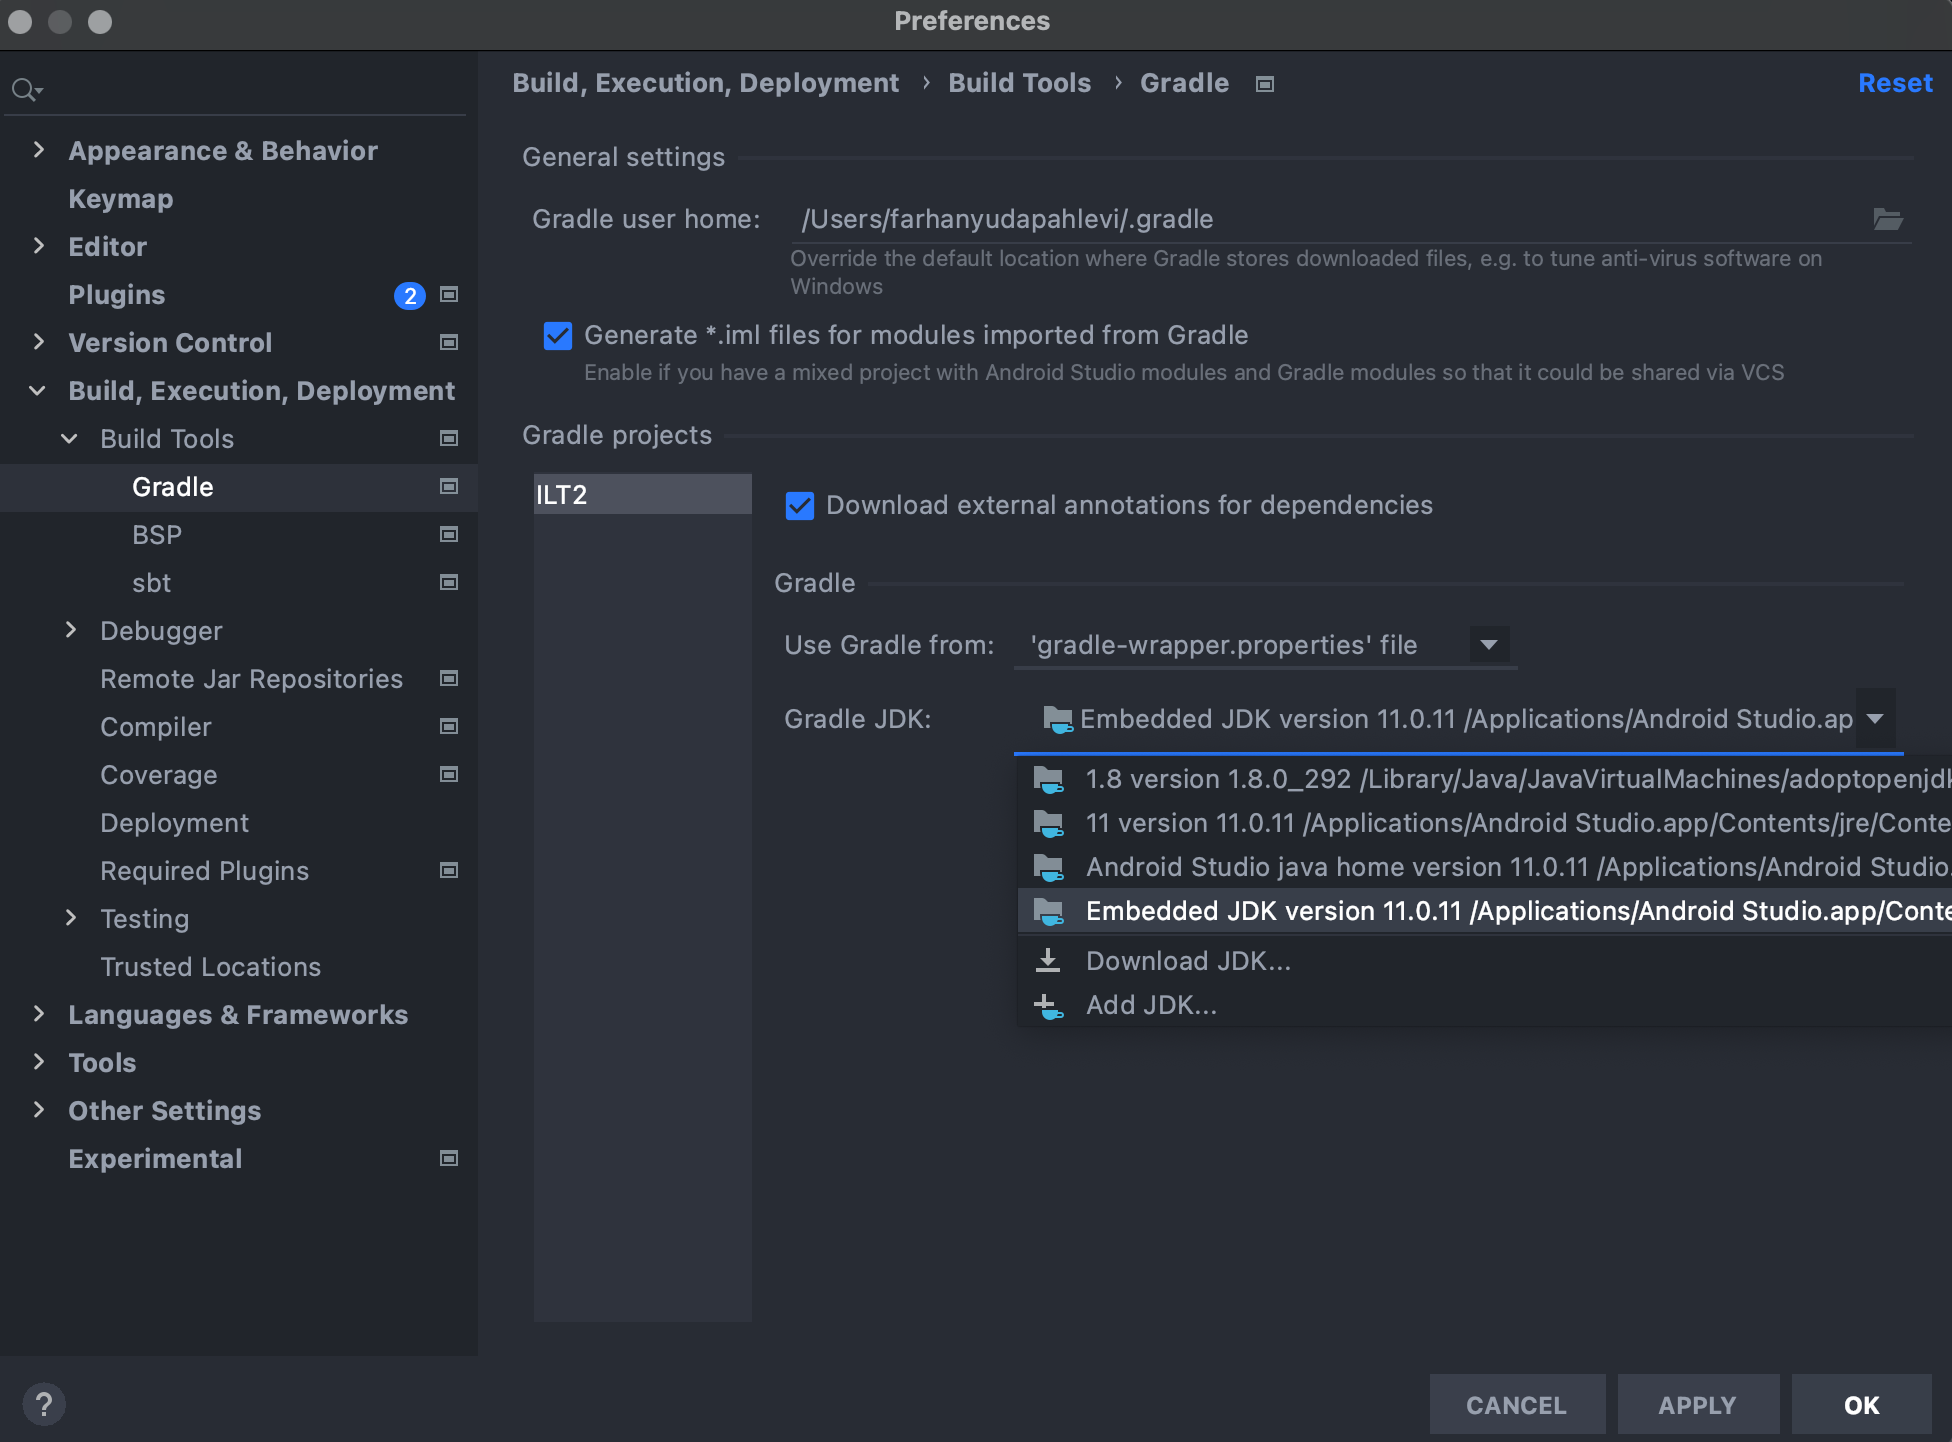 Preferences
Build, Execution, Deployment › Build Tools › Gradle
Reset
Appearance & Behavior
Keymap
Editor
Plugins 2
Version Control
Build, Execution, Deployment
Build Tools
Gradle
BSP
sbt
Debugger
Remote Jar Repositories
Compiler
Coverage
Deployment
Required Plugins
Testing
Trusted Locations
Languages & Frameworks
Tools
Other Settings
Experimental
General settings
Gradle user home: /Users/farhanyudapahlevi/.gradle
Override the default location where Gradle stores downloaded files, e.g. to tune anti-virus software on
Windows
Generate *.iml files for modules imported from Gradle
Enable if you have a mixed project with Android Studio modules and Gradle modules so that it could be shared via VCS
Gradle projects
ILT2
Download external annotations for dependencies
Gradle
Use Gradle from: 'gradle-wrapper.properties' file
Gradle JDK: Embedded JDK version 11.0.11 /Applications/Android Studio.ap
1.8 version 1.8.0_292 /Library/Java/JavaVirtualMachines/adoptopenjdk
11 version 11.0.11 /Applications/Android Studio.app/Contents/jre/Conte
Android Studio java home version 11.0.11 /Applications/Android Studio.
Embedded JDK version 11.0.11 /Applications/Android Studio.app/Conte
Download JDK...
Add JDK...
?
CANCEL
APPLY
OK